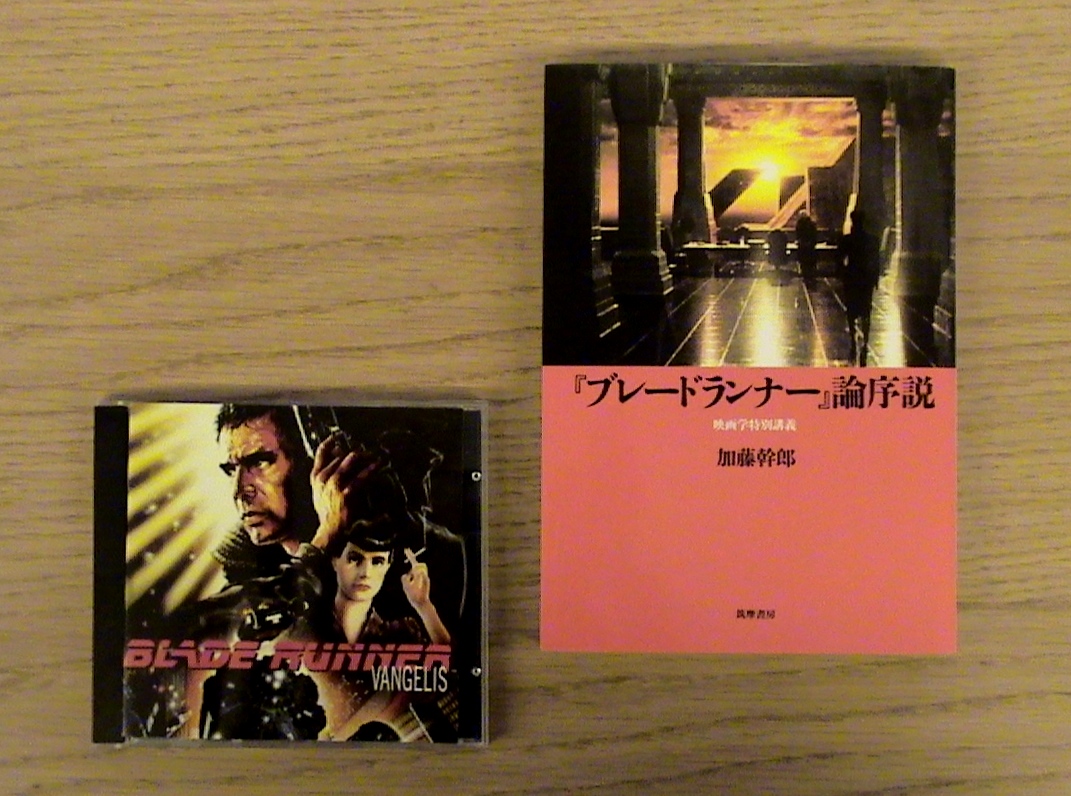 BLADE RUNNER
VANGELIS
『ブレードランナー』論序説
映画学特別講義
加藤幹郎
筑摩書房